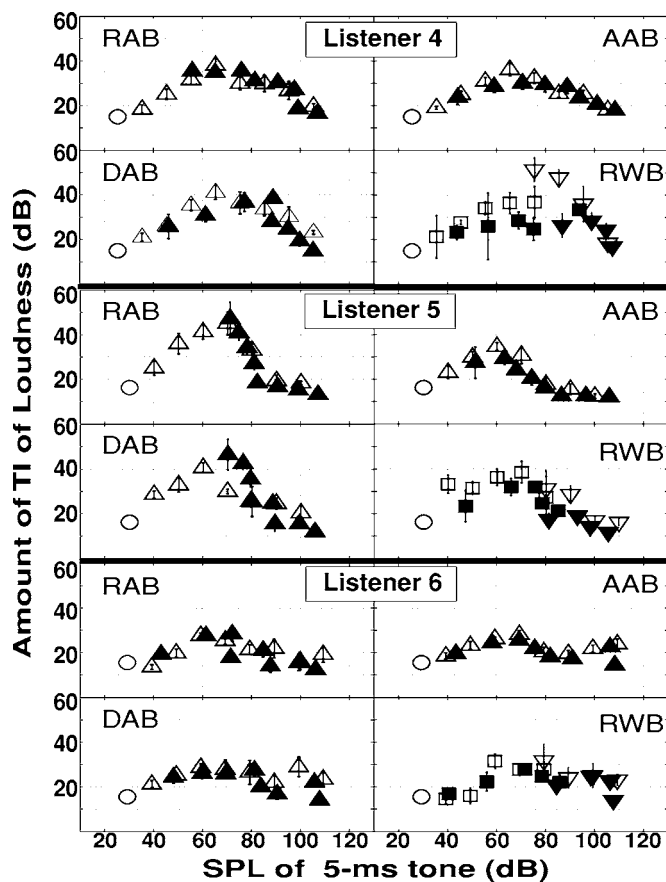 Amount of TI of Loudness (dB)
60 RAB Listener 4 AAB
40
20
60 DAB RWB
40
20
60 RAB Listener 5 AAB
40
20
60 DAB RWB
40
20
60 RAB Listener 6 AAB
40
20
60 DAB RWB
40
20
20 40 60 80 100 120 20 40 60 80 100 120
SPL of 5-ms tone (dB)